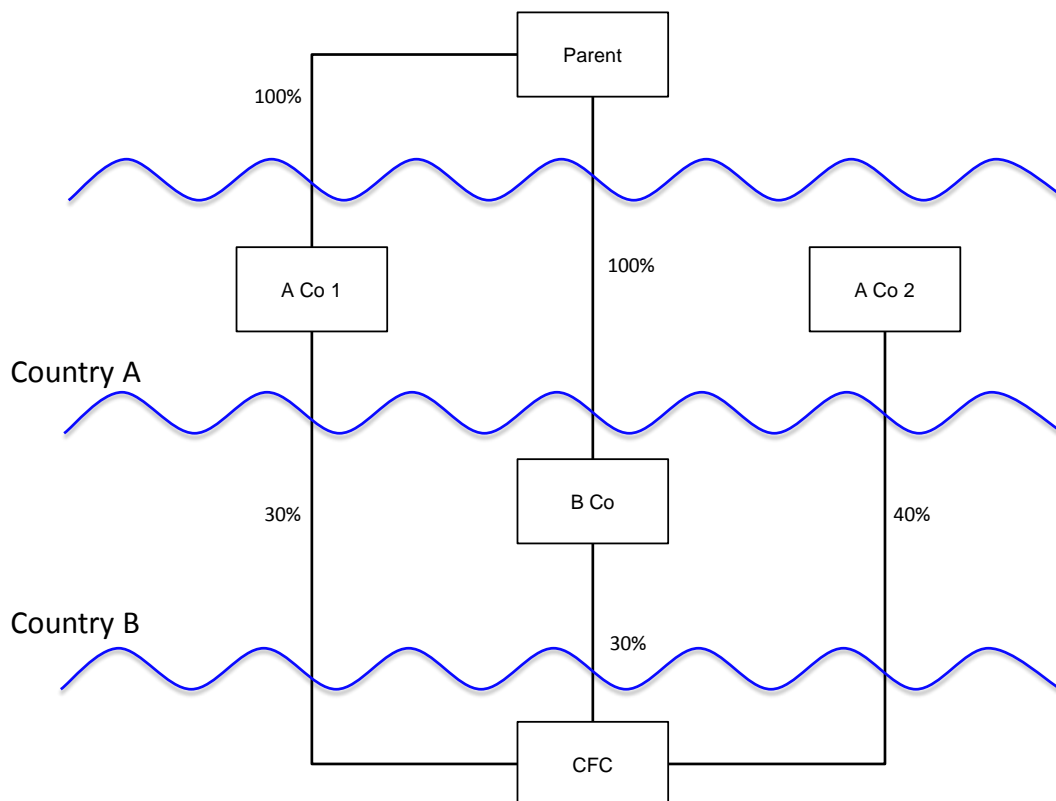 Parent
100%
A Co 1
100%
A Co 2
Country A
30%
B Co
40%
Country B
30%
CFC